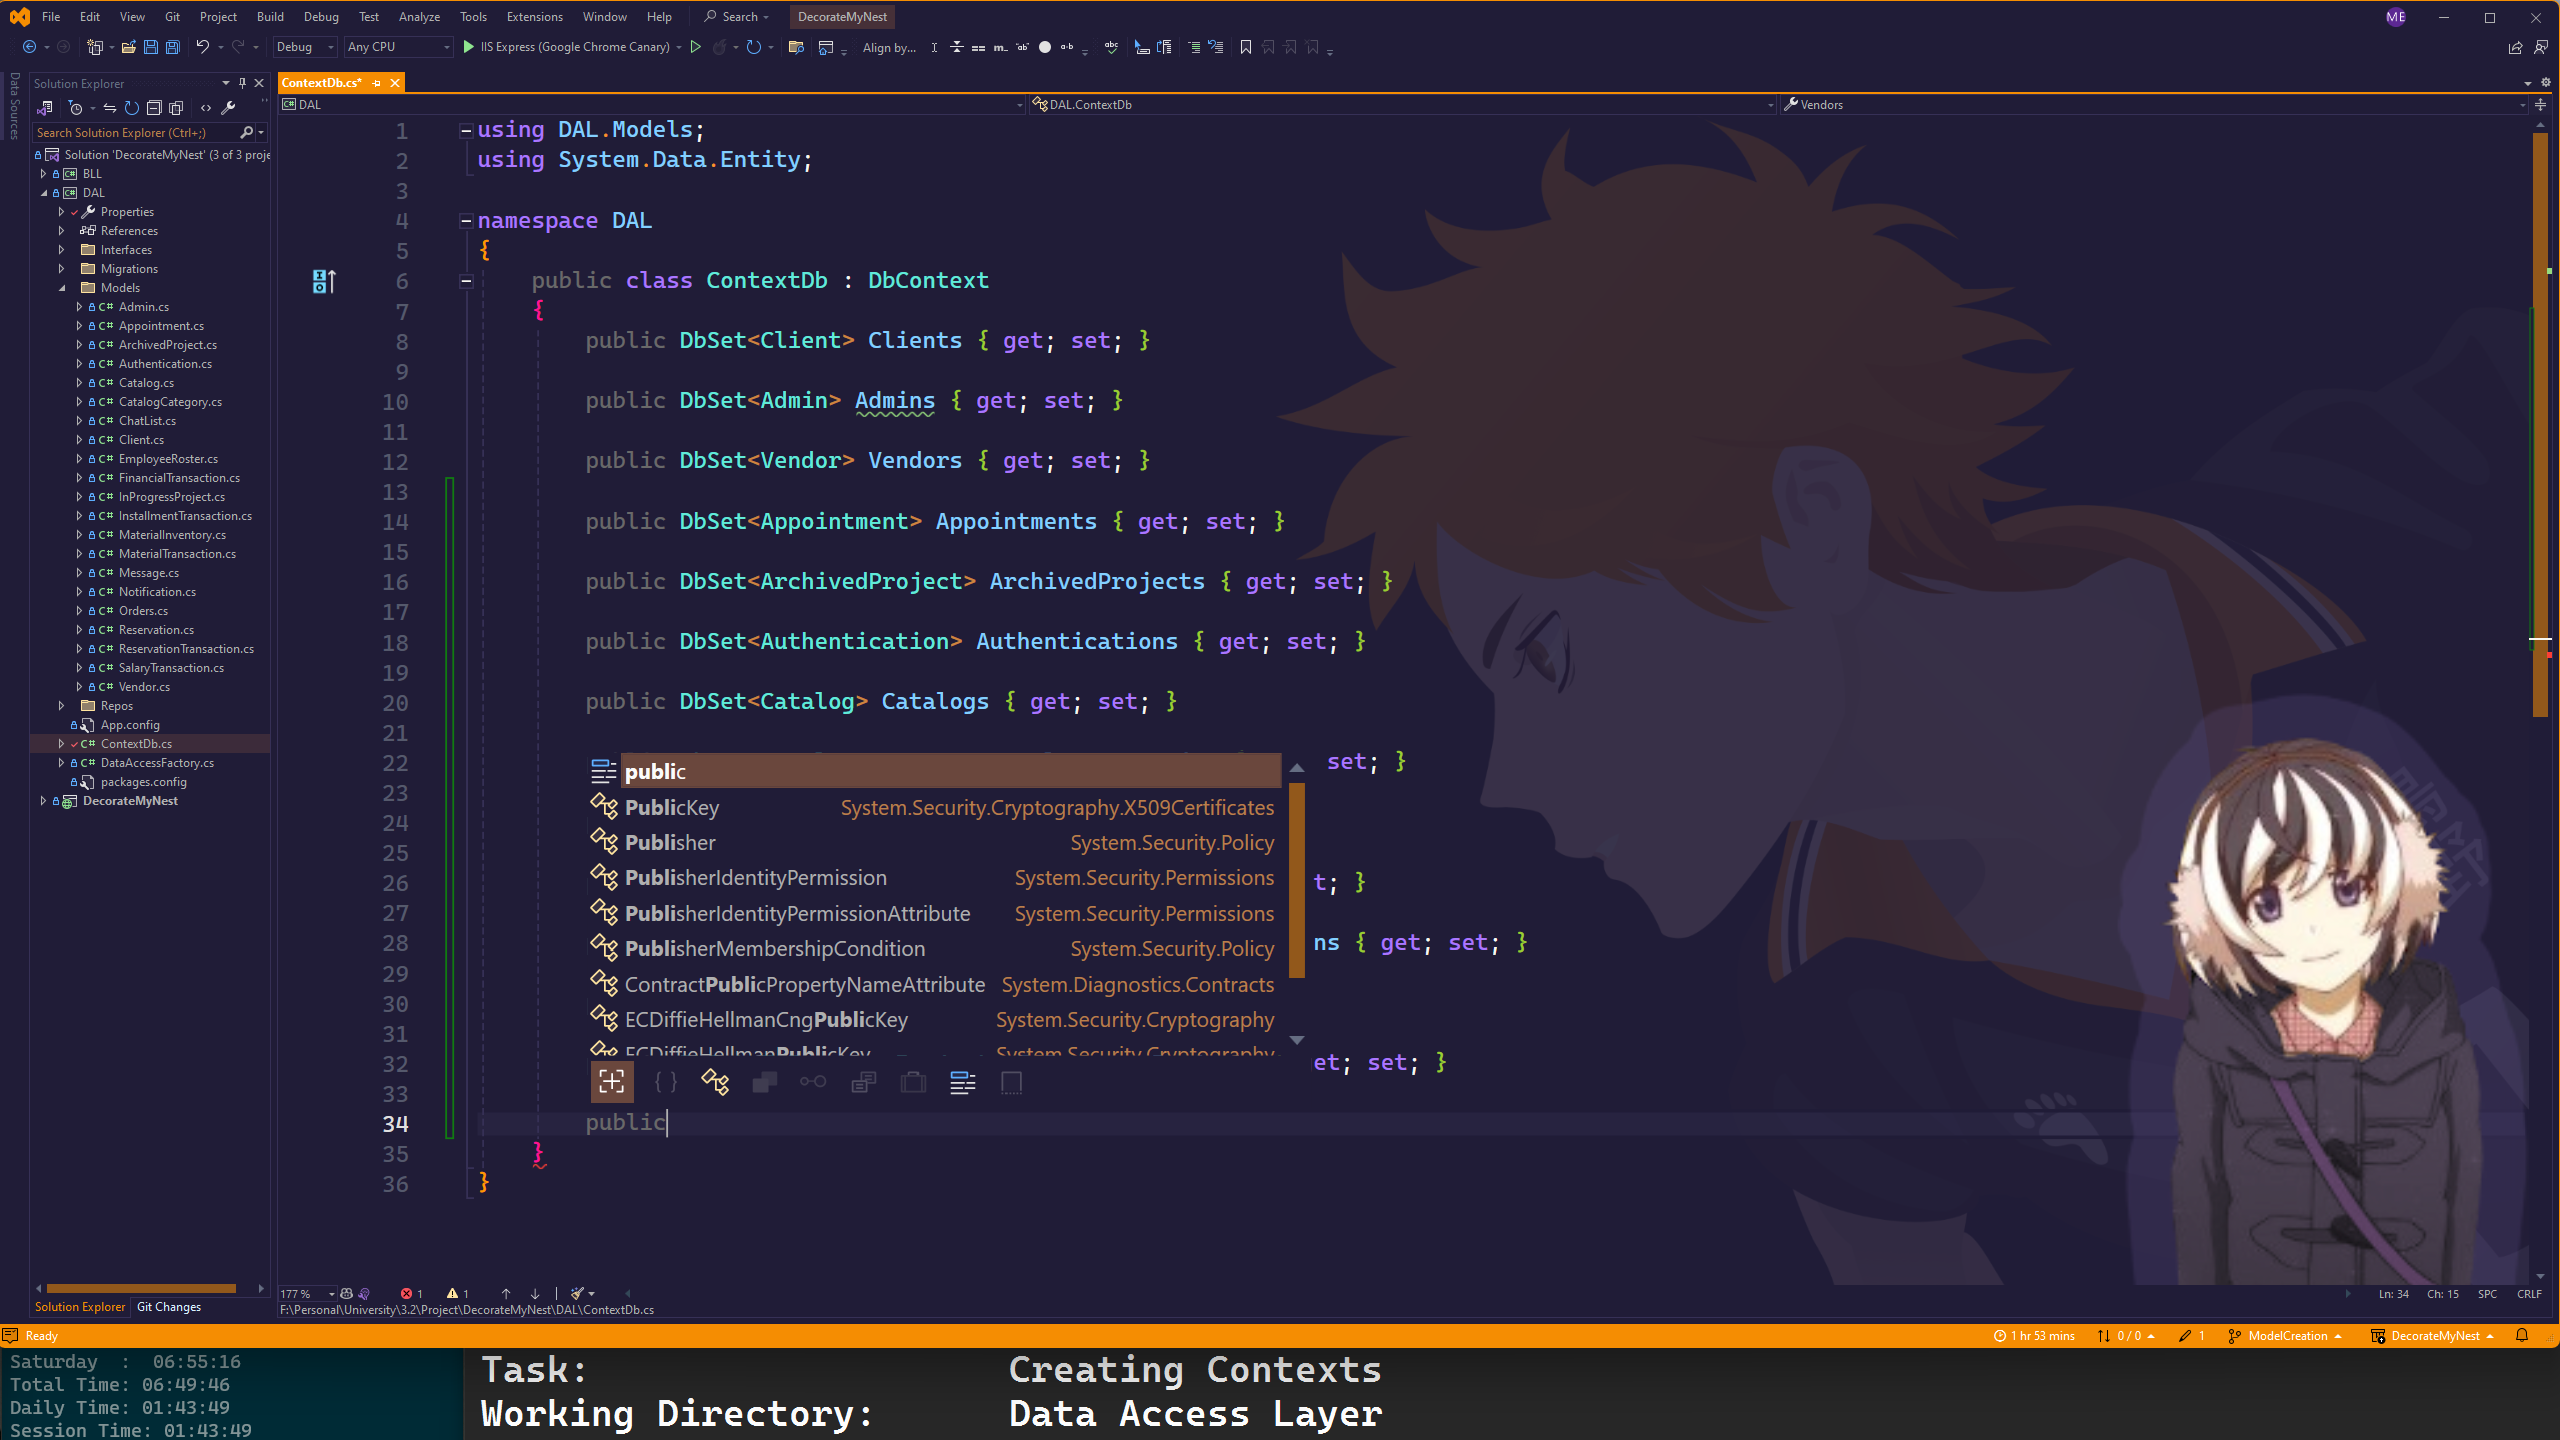 File Edit View Git Project Build Debug Test Analyze Tools Extensions Window Help Search DecorateMyNest ME
Debug Any CPU IIS Express (Google Chrome Canary) Align by...
Data Sources
Solution Explorer
Search Solution Explorer (Ctrl+;)
Solution 'DecorateMyNest' (3 of 3 proje
BLL
DAL
Properties
References
Interfaces
Migrations
Models
C# Admin.cs
C# Appointment.cs
C# ArchivedProject.cs
C# Authentication.cs
C# Catalog.cs
C# CatalogCategory.cs
C# ChatList.cs
C# Client.cs
C# EmployeeRoster.cs
C# FinancialTransaction.cs
C# InProgressProject.cs
C# InstallmentTransaction.cs
C# MaterialInventory.cs
C# MaterialTransaction.cs
C# Message.cs
C# Notification.cs
C# Orders.cs
C# Reservation.cs
C# ReservationTransaction.cs
C# SalaryTransaction.cs
C# Vendor.cs
Repos
App.config
C# ContextDb.cs
C# DataAccessFactory.cs
packages.config
DecorateMyNest
Solution Explorer Git Changes
ContextDb.cs*
DAL DAL.ContextDb Vendors
1 using DAL.Models;
2 using System.Data.Entity;
3
4 namespace DAL
5 {
6 public class ContextDb : DbContext
7 {
8 public DbSet<Client> Clients { get; set; }
9
10 public DbSet<Admin> Admins { get; set; }
11
12 public DbSet<Vendor> Vendors { get; set; }
13
14 public DbSet<Appointment> Appointments { get; set; }
15
16 public DbSet<ArchivedProject> ArchivedProjects { get; set; }
17
18 public DbSet<Authentication> Authentications { get; set; }
19
20 public DbSet<Catalog> Catalogs { get; set; }
21
22 set; }
23
24
25
26 t; }
27
28 ns { get; set; }
29
30
31
32 et; set; }
33
34 public
35 }
36 }
public
PublicKey System.Security.Cryptography.X509Certificates
Publisher System.Security.Policy
PublisherIdentityPermission System.Security.Permissions
PublisherIdentityPermissionAttribute System.Security.Permissions
PublisherMembershipCondition System.Security.Policy
ContractPublicPropertyNameAttribute System.Diagnostics.Contracts
ECDiffieHellmanCngPublicKey System.Security.Cryptography
ECDiffieHellmanPublicKey System.Security.Cryptography
177 % 1 1 Ln: 34 Ch: 15 SPC CRLF
F:\Personal\University\3.2\Project\DecorateMyNest\DAL\ContextDb.cs
Ready 1 hr 53 mins 0 / 0 1 ModelCreation DecorateMyNest
Saturday : 06:55:16
Total Time: 06:49:46
Daily Time: 01:43:49
Session Time: 01:43:49
Task: Creating Contexts
Working Directory: Data Access Layer